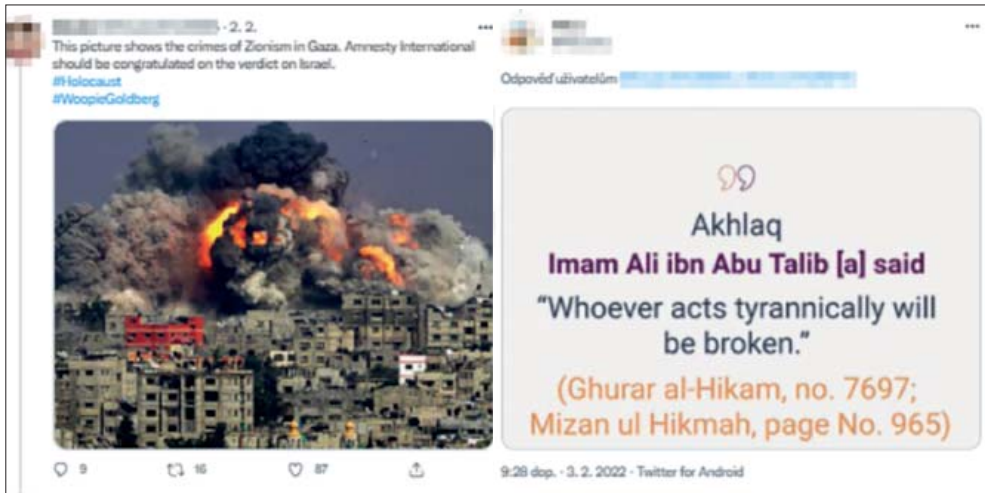 · 2. 2.
This picture shows the crimes of Zionism in Gaza. Amnesty International
should be congratulated on the verdict on Israel.
#Holocaust
#WoopieGoldberg
9 16 87
Odpověď uživatelům
Akhlaq
Imam Ali ibn Abu Talib [a] said
“Whoever acts tyrannically will
be broken.”
(Ghurar al-Hikam, no. 7697;
Mizan ul Hikmah, page No. 965)
9:28 dop. · 3. 2. 2022 · Twitter for Android